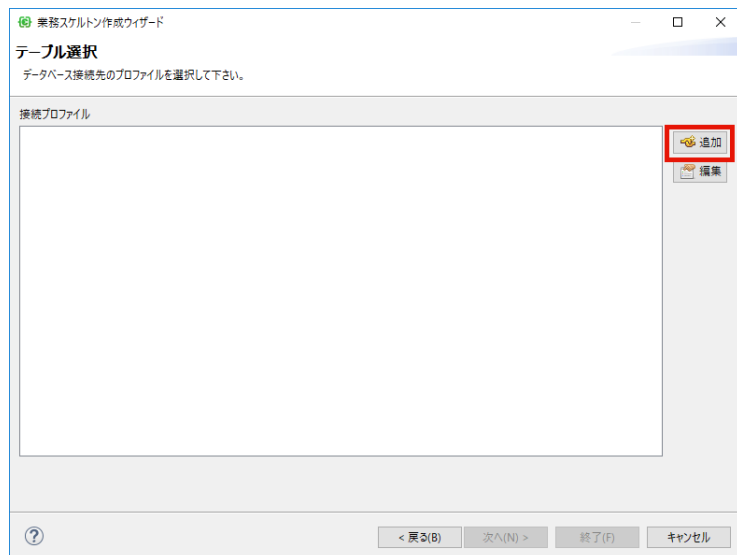 業務スケルトン作成ウィザード
テーブル選択
データベース接続先のプロファイルを選択して下さい。
接続プロファイル
追加
編集
< 戻る(B)
次へ(N) >
終了(F)
キャンセル